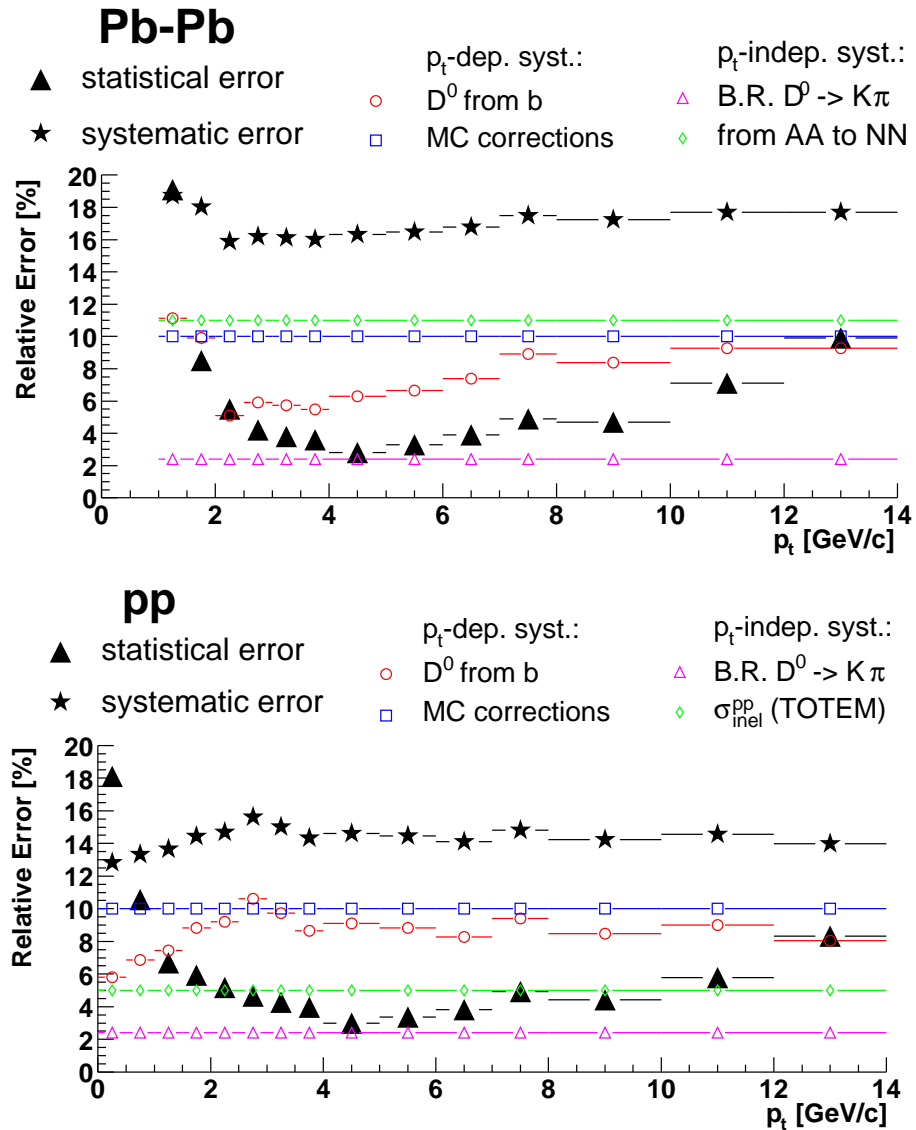 Pb-Pb
statistical error
systematic error
pt-dep. syst.:
D⁰ from b
MC corrections
pt-indep. syst.:
B.R. D⁰ -> Kπ
from AA to NN
Relative Error [%]
20
18
16
14
12
10
8
6
4
2
0
0 2 4 6 8 10 12 14
pt [GeV/c]
pp
statistical error
systematic error
pt-dep. syst.:
D⁰ from b
MC corrections
pt-indep. syst.:
B.R. D⁰ -> K π
σ^pp_inel (TOTEM)
Relative Error [%]
20
18
16
14
12
10
8
6
4
2
0
0 2 4 6 8 10 12 14
pt [GeV/c]